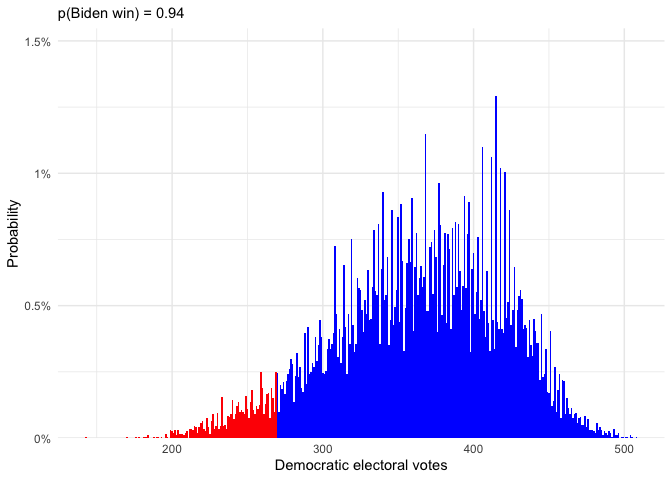 p(Biden win) = 0.94
1.5%
1%
0.5%
0%
Probability
200
300
400
500
Democratic electoral votes